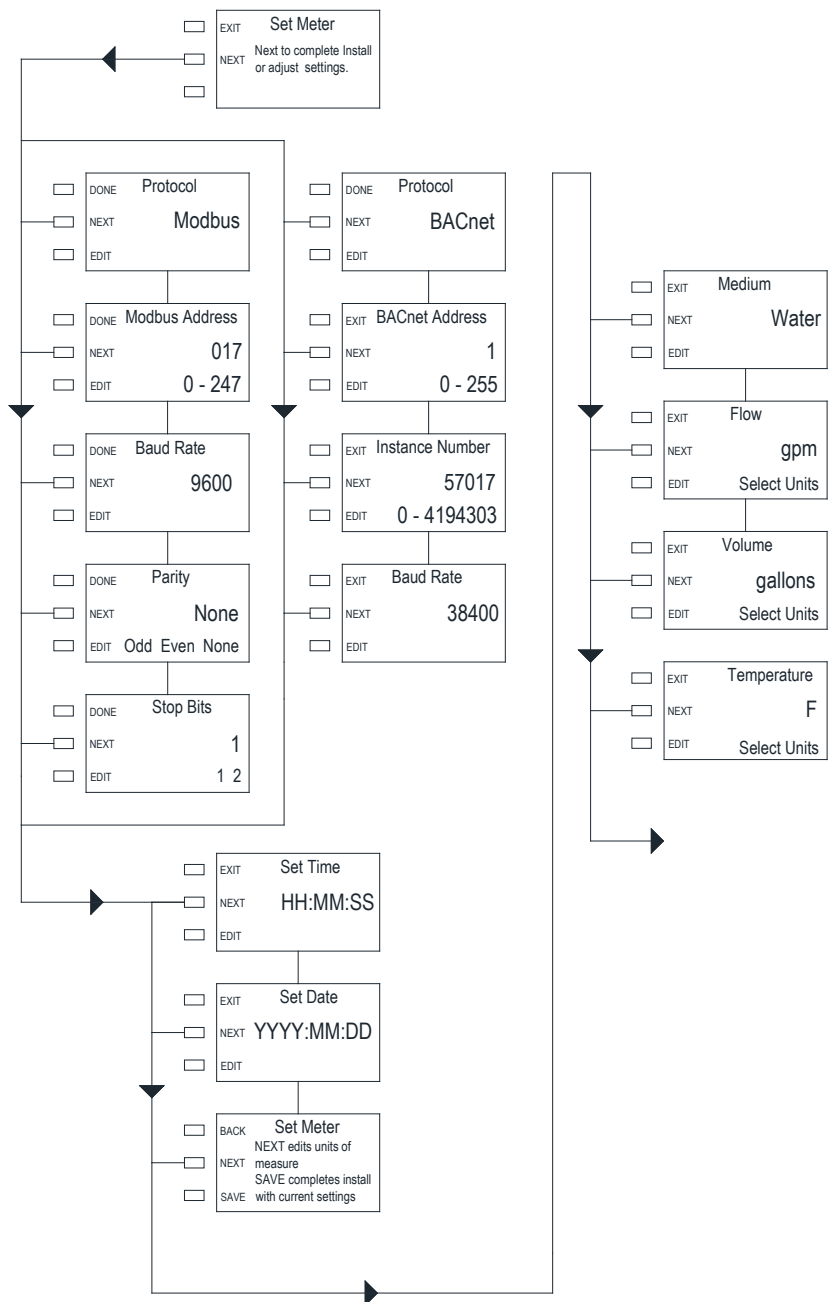 EXIT Set Meter
NEXT Next to complete Install
or adjust settings.
DONE Protocol
NEXT Modbus
EDIT
DONE Modbus Address
NEXT 017
EDIT 0 - 247
DONE Baud Rate
NEXT 9600
EDIT
DONE Parity
NEXT None
EDIT Odd Even None
DONE Stop Bits
NEXT 1
EDIT 1 2
DONE Protocol
NEXT BACnet
EDIT
EXIT BACnet Address
NEXT 1
EDIT 0 - 255
EXIT Instance Number
NEXT 57017
EDIT 0 - 4194303
EXIT Baud Rate
NEXT 38400
EDIT
EXIT Set Time
NEXT HH:MM:SS
EDIT
EXIT Set Date
NEXT YYYY:MM:DD
EDIT
BACK Set Meter
NEXT edits units of
NEXT measure
SAVE completes install
SAVE with current settings
EXIT Medium
NEXT Water
EDIT
EXIT Flow
NEXT gpm
EDIT Select Units
EXIT Volume
NEXT gallons
EDIT Select Units
EXIT Temperature
NEXT F
EDIT Select Units